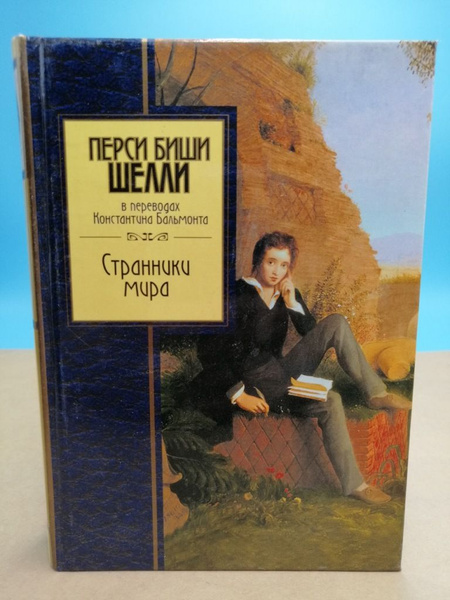 ПЕРСИ БИШИ
ШЕЛЛИ
в переводах
Константина Бальмонта
Странники
мира